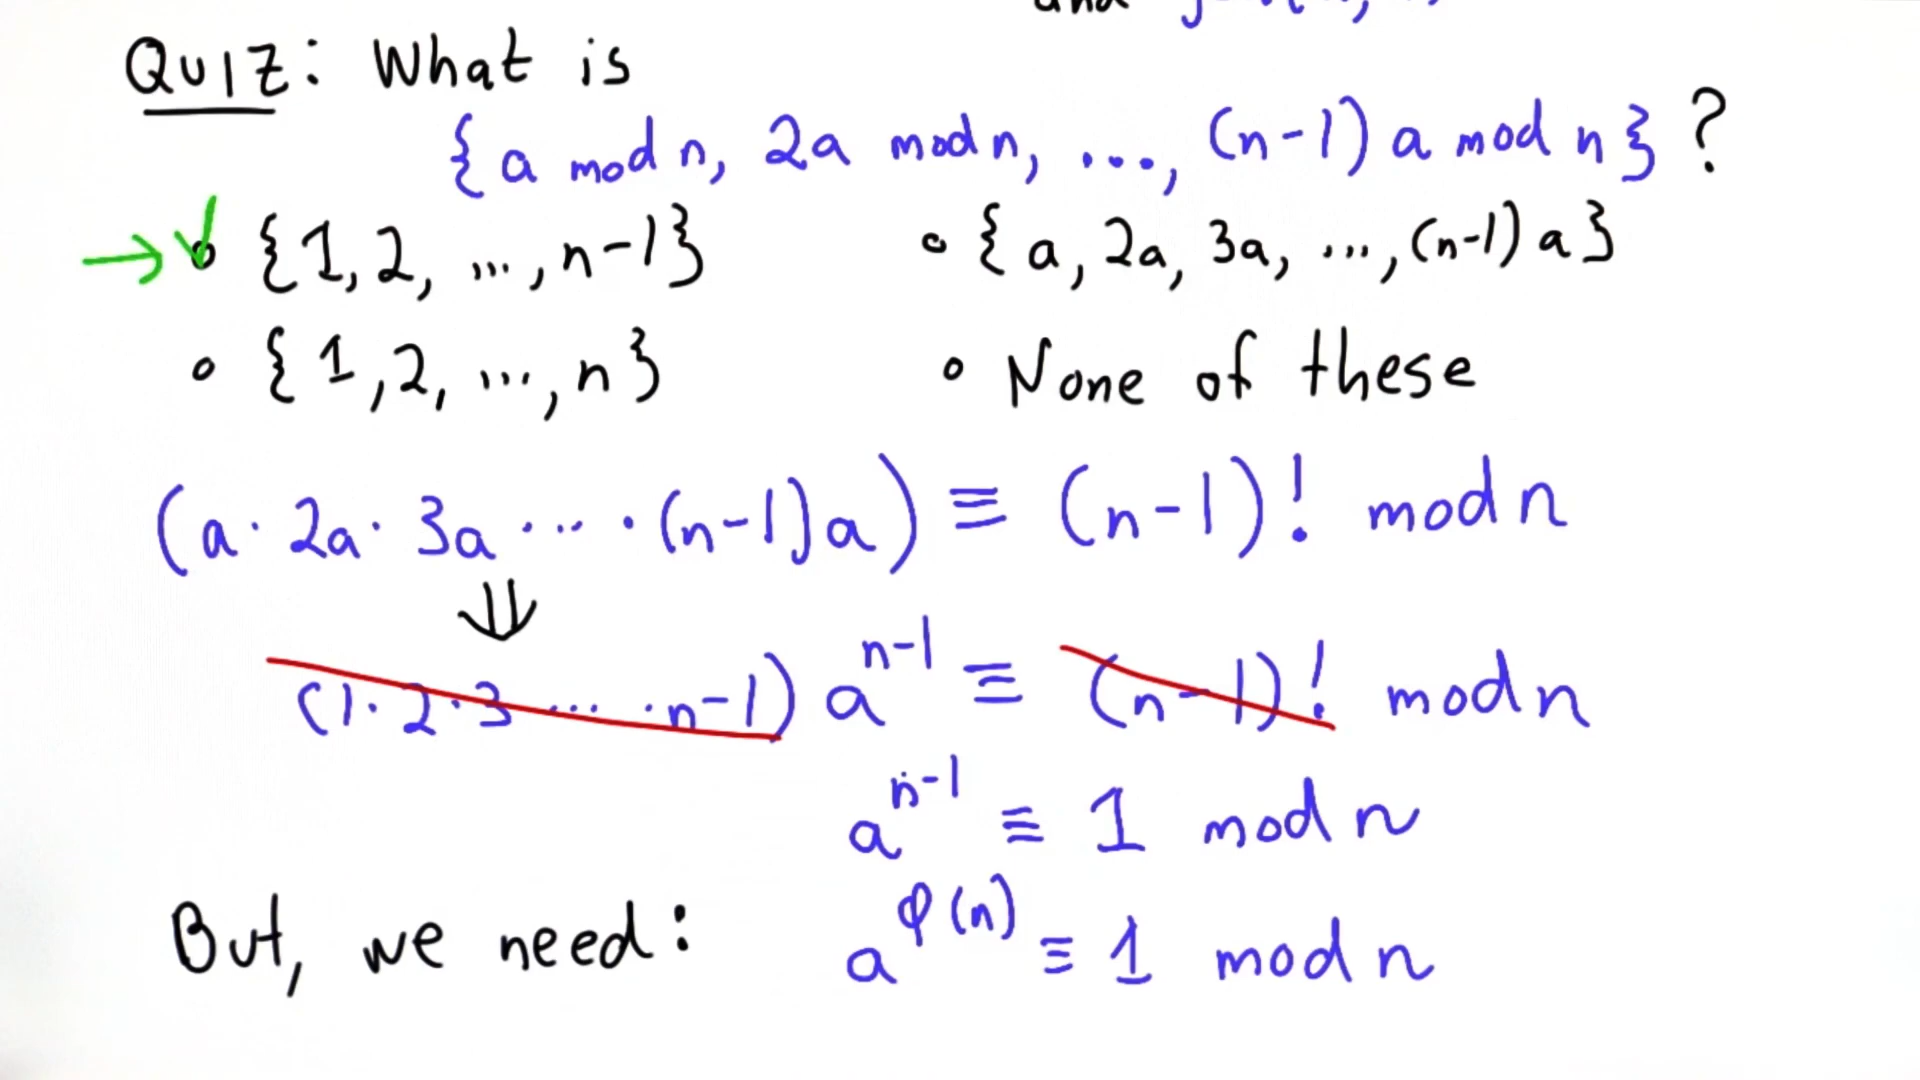 and
QUIZ: What is
{a mod n, 2a mod n, ..., (n-1) a mod n} ?
→ ✓ ∘ {1, 2, ..., n-1} ∘ {a, 2a, 3a, ..., (n-1) a}
∘ {1, 2, ..., n} ∘ None of these
(a · 2a · 3a · ... · (n-1) a) ≡ (n-1)! mod n
⇓
(1 · 2 · 3 · ... · n-1) a^{n-1} ≡ (n-1)! mod n
a^{n-1} ≡ 1 mod n
But, we need: a^{φ(n)} ≡ 1 mod n